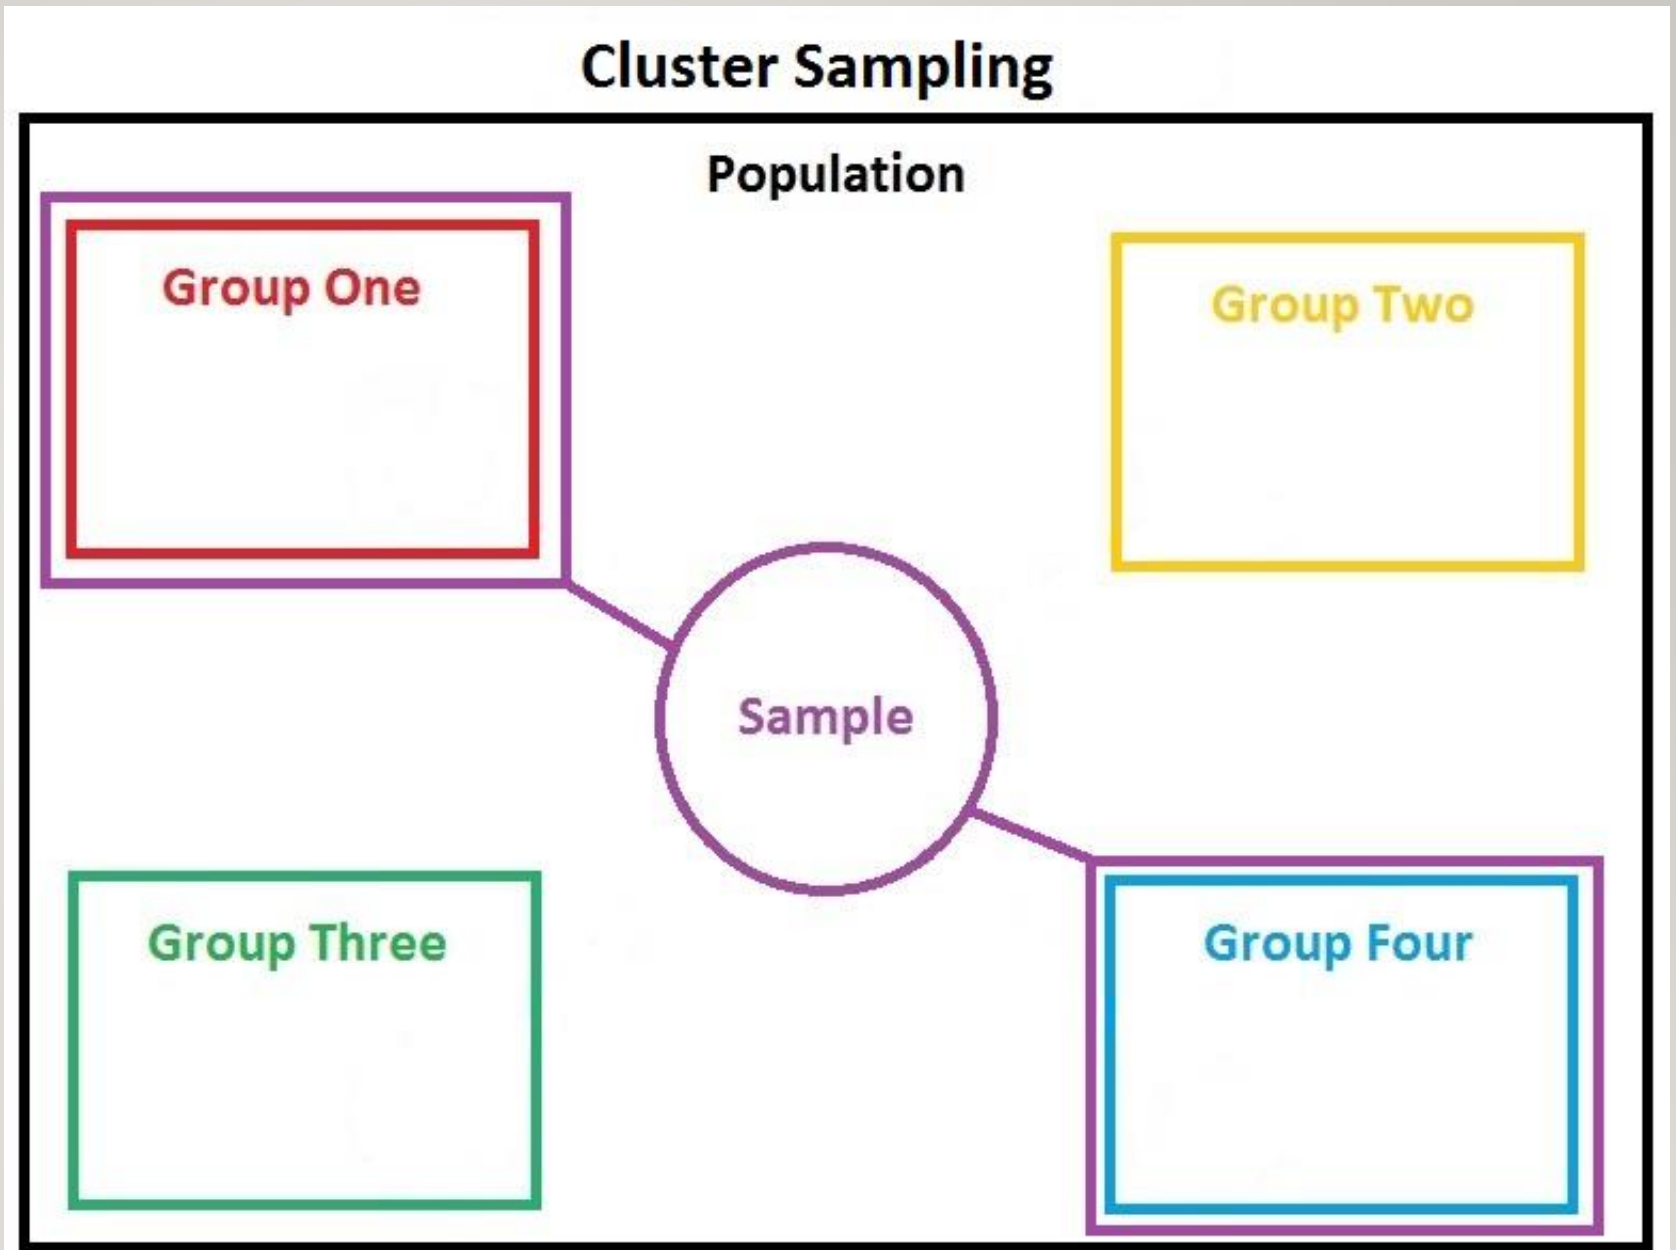 Cluster Sampling
Population
Group One
Group Two
Sample
Group Three
Group Four